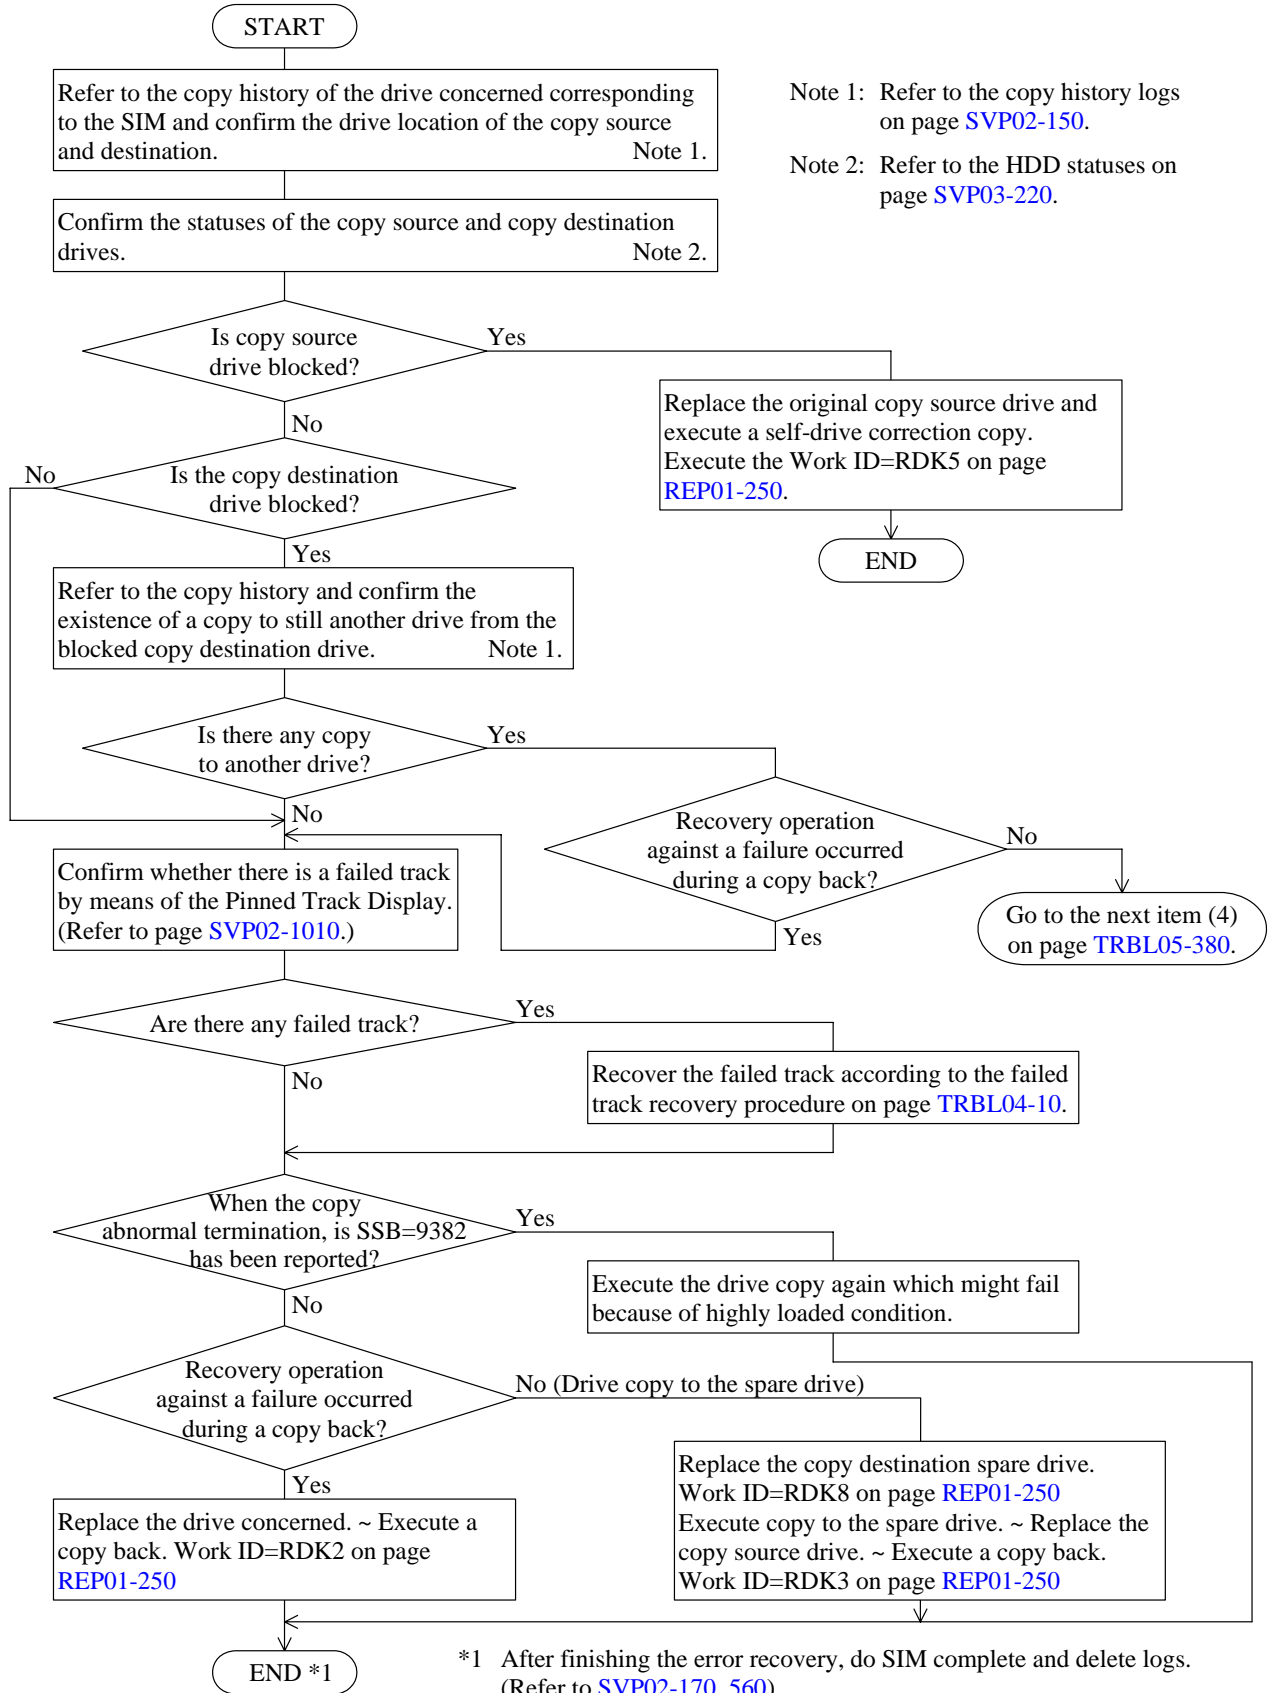 START
Refer to the copy history of the drive concerned corresponding
to the SIM and confirm the drive location of the copy source
and destination. Note 1.
Note 1: Refer to the copy history logs
on page SVP02-150.
Note 2: Refer to the HDD statuses on
page SVP03-220.
Confirm the statuses of the copy source and copy destination
drives. Note 2.
Is copy source
drive blocked?
Yes
No
Replace the original copy source drive and
execute a self-drive correction copy.
Execute the Work ID=RDK5 on page
REP01-250.
END
Is the copy destination
drive blocked?
No
Yes
Refer to the copy history and confirm the
existence of a copy to still another drive from the
blocked copy destination drive. Note 1.
Is there any copy
to another drive?
Yes
No
Recovery operation
against a failure occurred
during a copy back?
No
Yes
Go to the next item (4)
on page TRBL05-380.
Confirm whether there is a failed track
by means of the Pinned Track Display.
(Refer to page SVP02-1010.)
Are there any failed track?
Yes
No
Recover the failed track according to the failed
track recovery procedure on page TRBL04-10.
When the copy
abnormal termination, is SSB=9382
has been reported?
Yes
No
Execute the drive copy again which might fail
because of highly loaded condition.
Recovery operation
against a failure occurred
during a copy back?
No (Drive copy to the spare drive)
Yes
Replace the copy destination spare drive.
Work ID=RDK8 on page REP01-250
Execute copy to the spare drive. ~ Replace the
copy source drive. ~ Execute a copy back.
Work ID=RDK3 on page REP01-250
Replace the drive concerned. ~ Execute a
copy back. Work ID=RDK2 on page
REP01-250
END *1
*1 After finishing the error recovery, do SIM complete and delete logs.
(Refer to SVP02-170, 560)